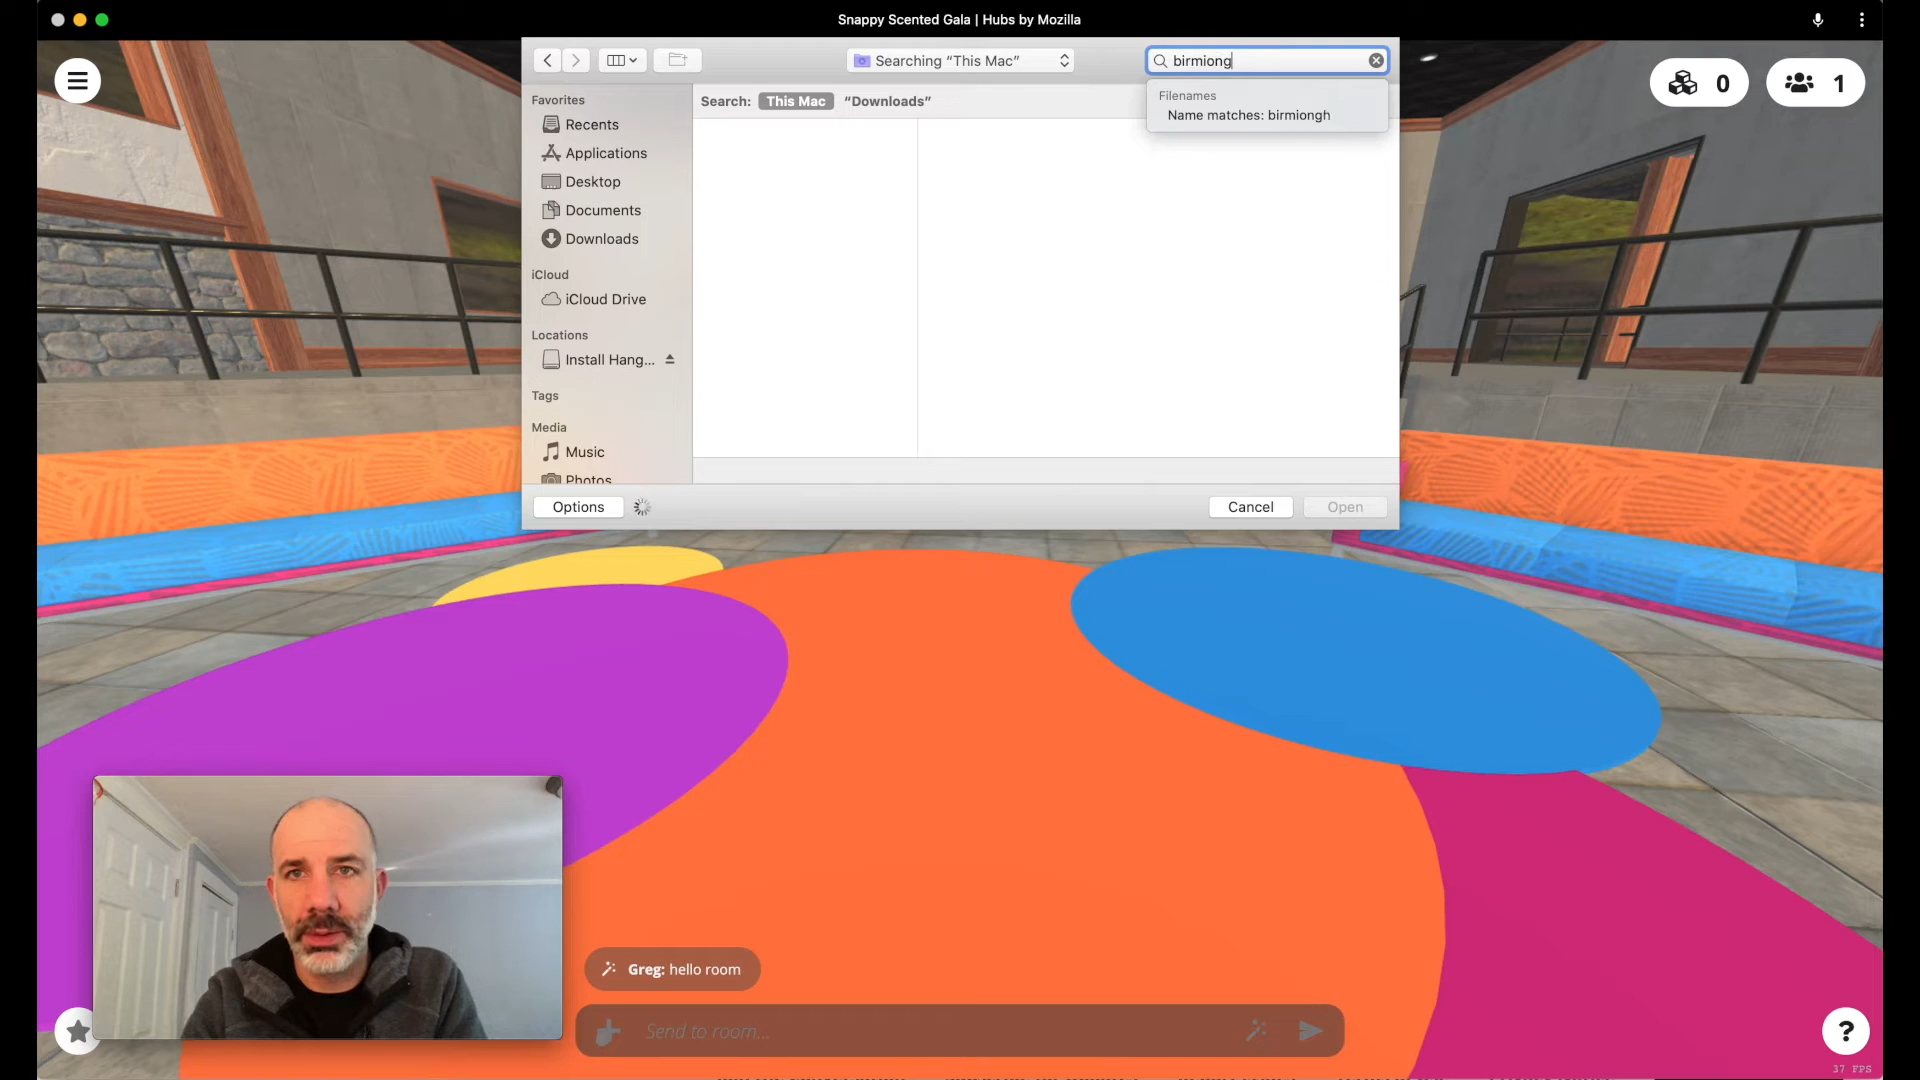 Snappy Scented Gala | Hubs by Mozilla
Searching “This Mac”
birmiong
Filenames
Name matches: birmiongh
0
1
Search: This Mac “Downloads”
Favorites
Recents
Applications
Desktop
Documents
Downloads
iCloud
iCloud Drive
Locations
Install Hang...
Tags
Media
Music
Photos
Options
Cancel
Open
Greg: hello room
Send to room...
?
37 FPS